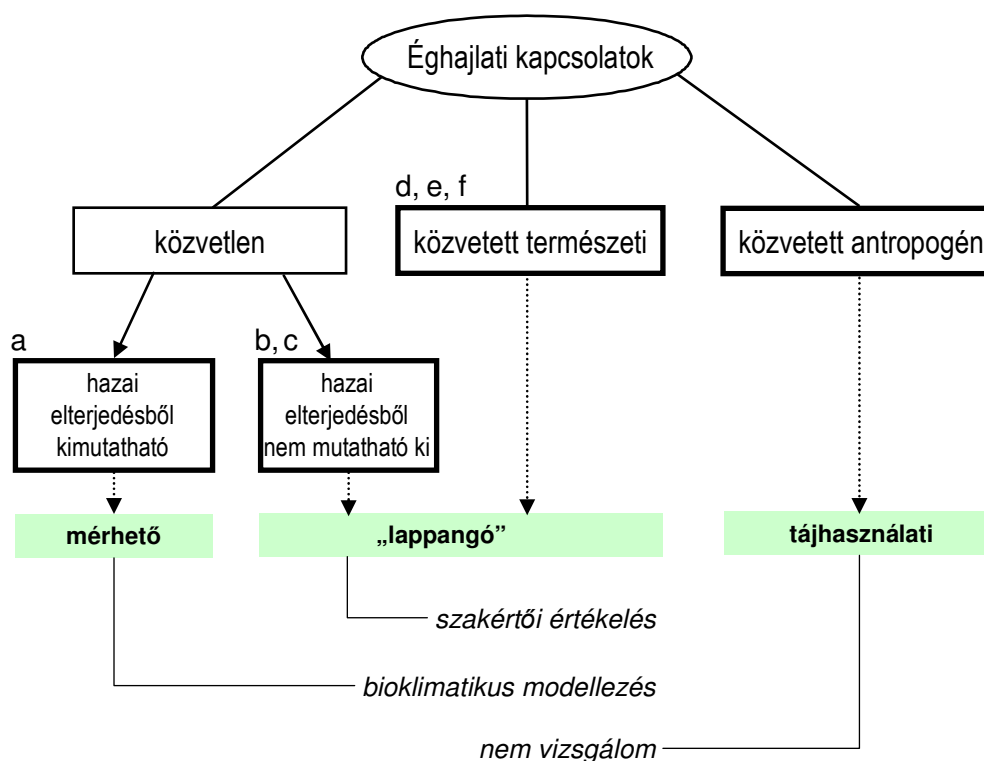 Éghajlati kapcsolatok
d, e, f
közvetlen
közvetett természeti
közvetett antropogén
a
b, c
hazai
elterjedésből
kimutatható
hazai
elterjedésből
nem mutatható ki
mérhető
„lappangó”
tájhasználati
szakértői értékelés
bioklimatikus modellezés
nem vizsgálom